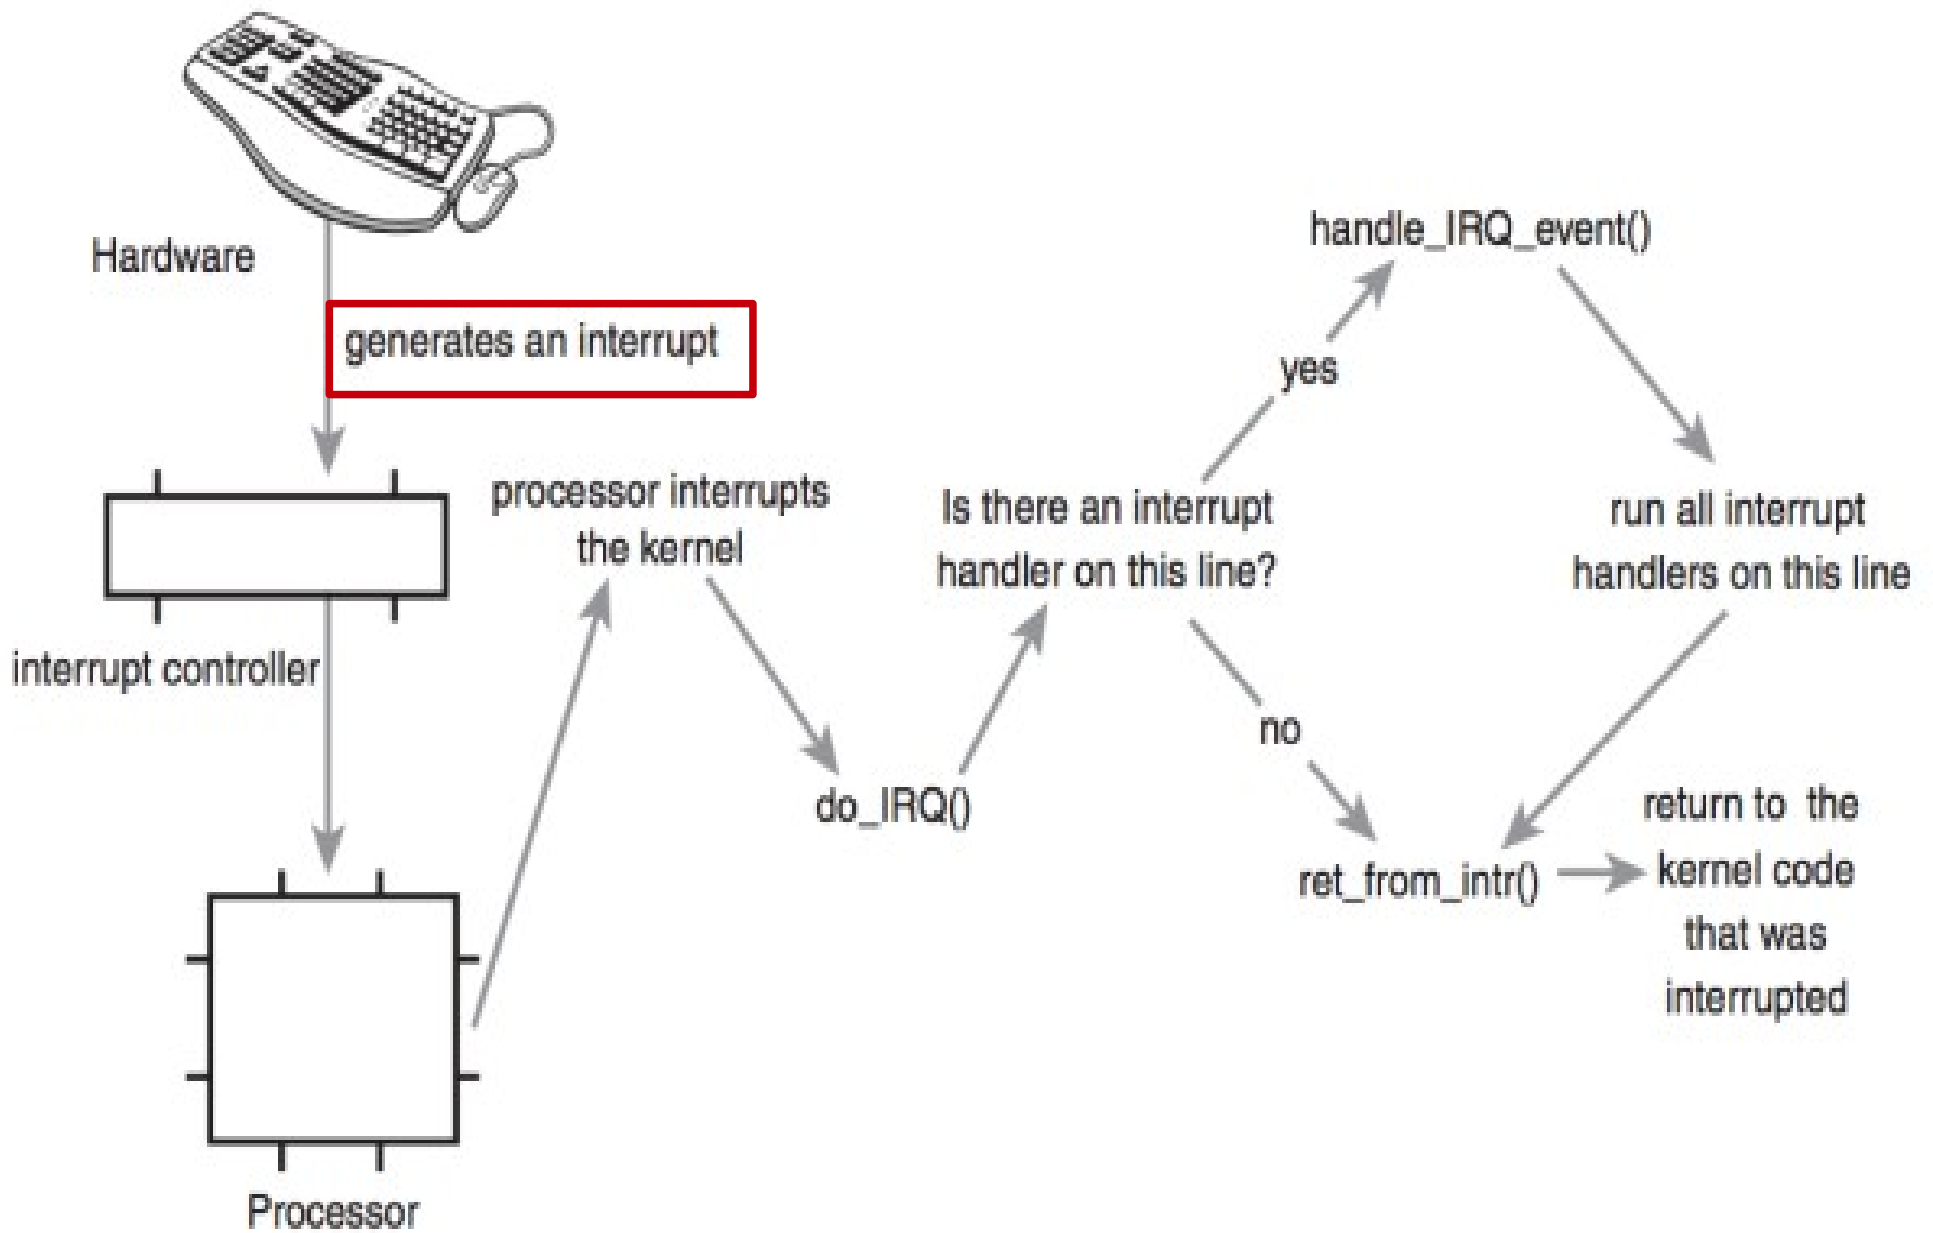 Hardware
generates an interrupt
interrupt controller
Processor
processor interrupts
the kernel
do_IRQ()
Is there an interrupt
handler on this line?
yes
handle_IRQ_event()
run all interrupt
handlers on this line
no
ret_from_intr()
return to the
kernel code
that was
interrupted